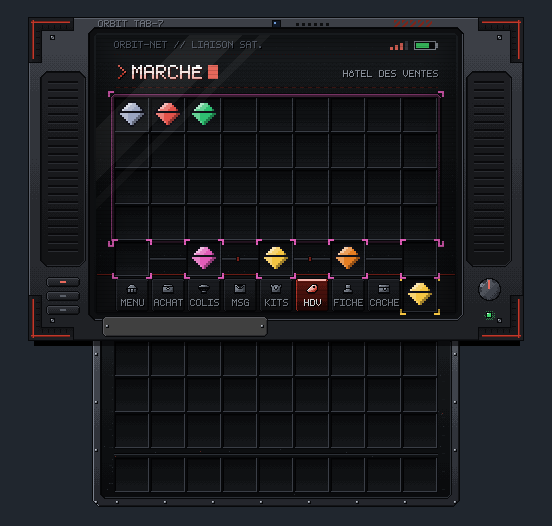 ORBIT TAB-7
ORBIT-NET // LIAISON SAT.
MARCHÉ
HÔTEL DES VENTES
MENU ACHAT COLIS MSG KITS HDV FICHE CACHE